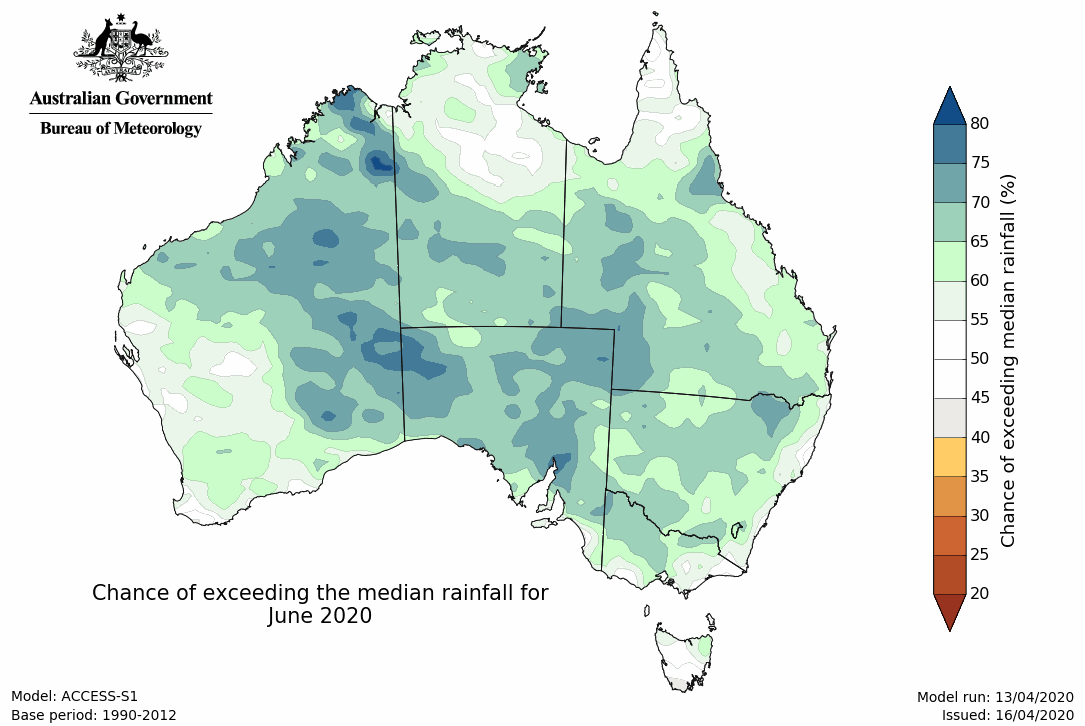 Australian Government
Bureau of Meteorology
80
75
70
65
60
55
50
45
40
35
30
25
20
Chance of exceeding median rainfall (%)
Chance of exceeding the median rainfall for
June 2020
Model: ACCESS-S1
Base period: 1990-2012
Model run: 13/04/2020
Issued: 16/04/2020